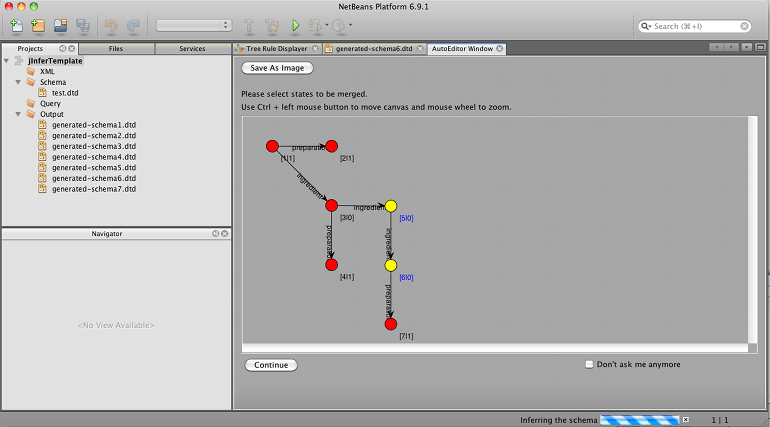 NetBeans Platform 6.9.1
Search (⌘+I)
Projects
Files
Services
Tree Rule Displayer
generated-schema6.dtd
AutoEditor Window
jInferTemplate
XML
Schema
test.dtd
Query
Output
generated-schema1.dtd
generated-schema2.dtd
generated-schema3.dtd
generated-schema4.dtd
generated-schema5.dtd
generated-schema6.dtd
generated-schema7.dtd
Navigator
<No View Available>
Save As Image
Please select states to be merged.
Use Ctrl + left mouse button to move canvas and mouse wheel to zoom.
preparatio
[1|1]
[2|1]
ingredient
ingredient
[3|0]
[5|0]
preparatio
ingredient
[4|1]
[6|0]
preparatio
[7|1]
Continue
Don't ask me anymore
Inferring the schema
1 | 1